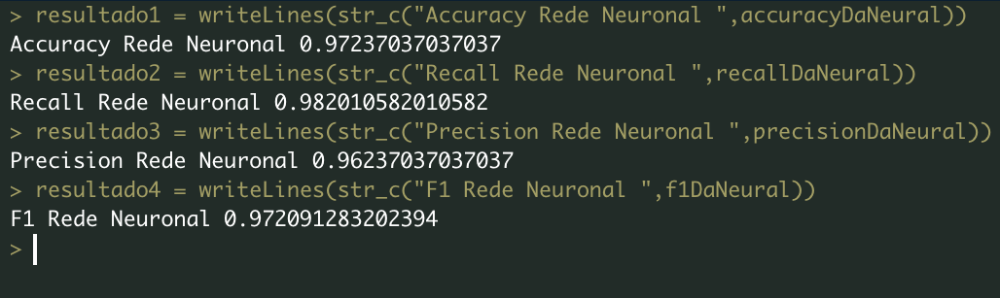 > resultado1 = writeLines(str_c("Accuracy Rede Neuronal ",accuracyDaNeural))
Accuracy Rede Neuronal 0.97237037037037
> resultado2 = writeLines(str_c("Recall Rede Neuronal ",recallDaNeural))
Recall Rede Neuronal 0.982010582010582
> resultado3 = writeLines(str_c("Precision Rede Neuronal ",precisionDaNeural))
Precision Rede Neuronal 0.96237037037037
> resultado4 = writeLines(str_c("F1 Rede Neuronal ",f1DaNeural))
F1 Rede Neuronal 0.972091283202394
>